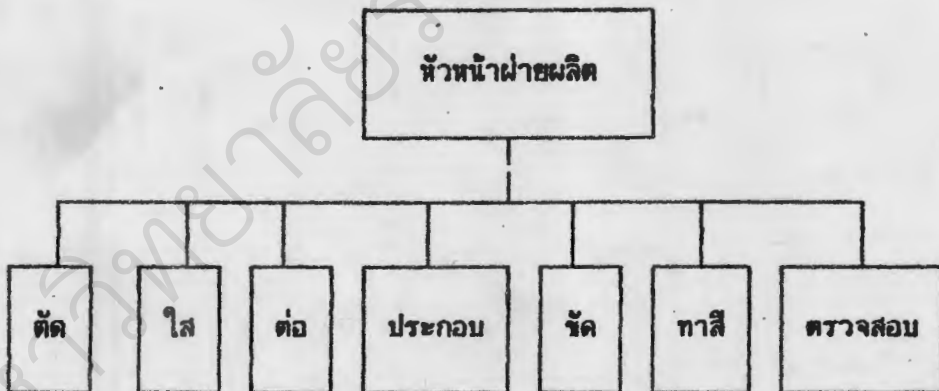 หัวหน้าฝ่ายผลิต
ตัด ใส ต่อ ประกอบ ขัด ทาสี ตรวจสอบ